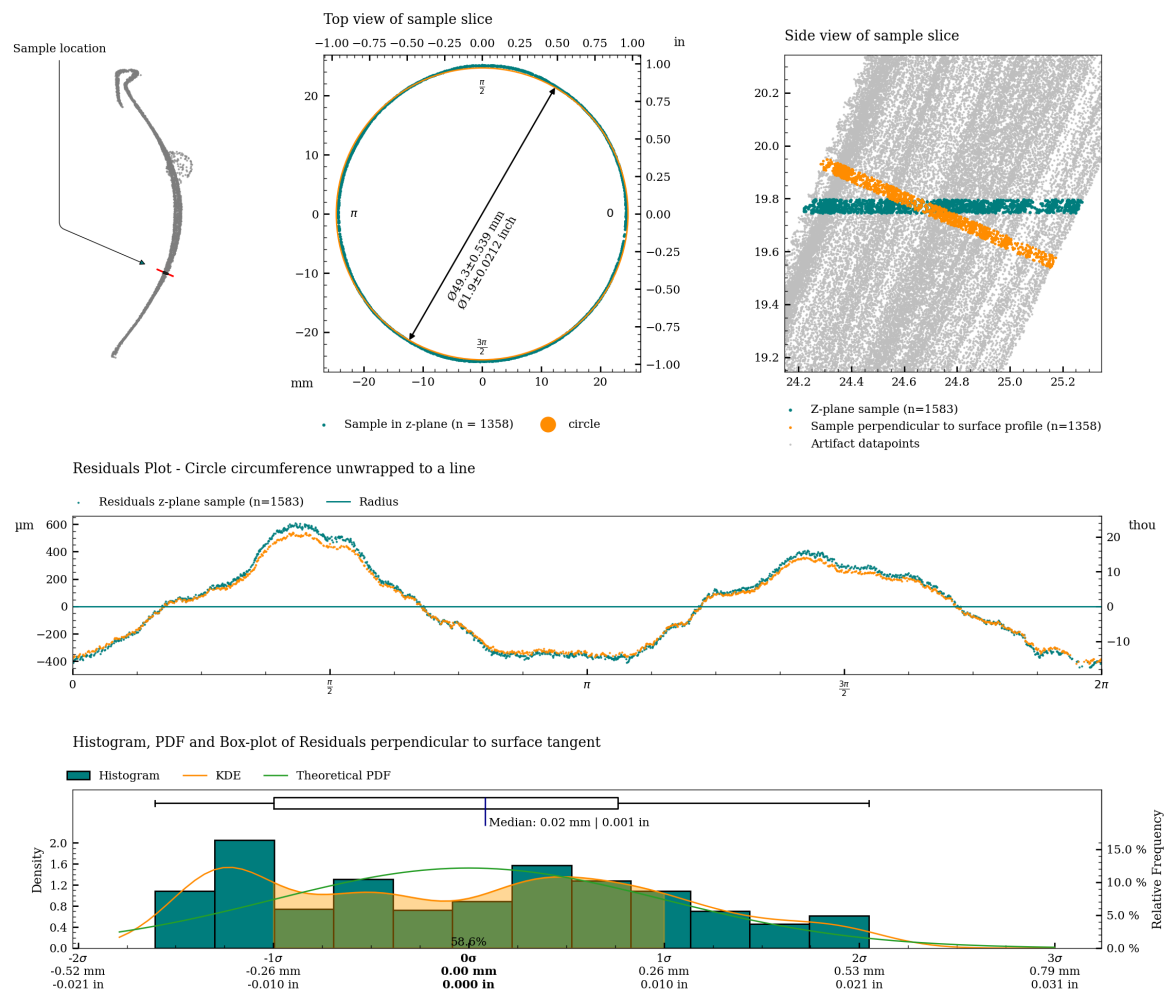 Sample location
Top view of sample slice
−1.00 −0.75 −0.50 −0.25 0.00 0.25 0.50 0.75 1.00 in
20
10
0
−10
−20
mm
−20 −10 0 10 20
1.00
0.75
0.50
0.25
0.00
−0.25
−0.50
−0.75
−1.00
π/2
π
0
3π/2
Ø49.3±0.539 mm
Ø1.9±0.0212 inch
Sample in z-plane (n = 1358)
circle
Side view of sample slice
20.2
20.0
19.8
19.6
19.4
19.2
24.2 24.4 24.6 24.8 25.0 25.2
Z-plane sample (n=1583)
Sample perpendicular to surface profile (n=1358)
Artifact datapoints
Residuals Plot - Circle circumference unwrapped to a line
Residuals z-plane sample (n=1583)
Radius
µm
600
400
200
0
−200
−400
thou
20
10
0
−10
0 π/2 π 3π/2 2π
Histogram, PDF and Box-plot of Residuals perpendicular to surface tangent
Histogram
KDE
Theoretical PDF
Median: 0.02 mm | 0.001 in
Density
2.0
1.6
1.2
0.8
0.4
0.0
Relative Frequency
15.0 %
10.0 %
5.0 %
0.0 %
58.6%
-2σ -1σ 0σ 1σ 2σ 3σ
-0.52 mm -0.26 mm 0.00 mm 0.26 mm 0.53 mm 0.79 mm
-0.021 in -0.010 in 0.000 in 0.010 in 0.021 in 0.031 in